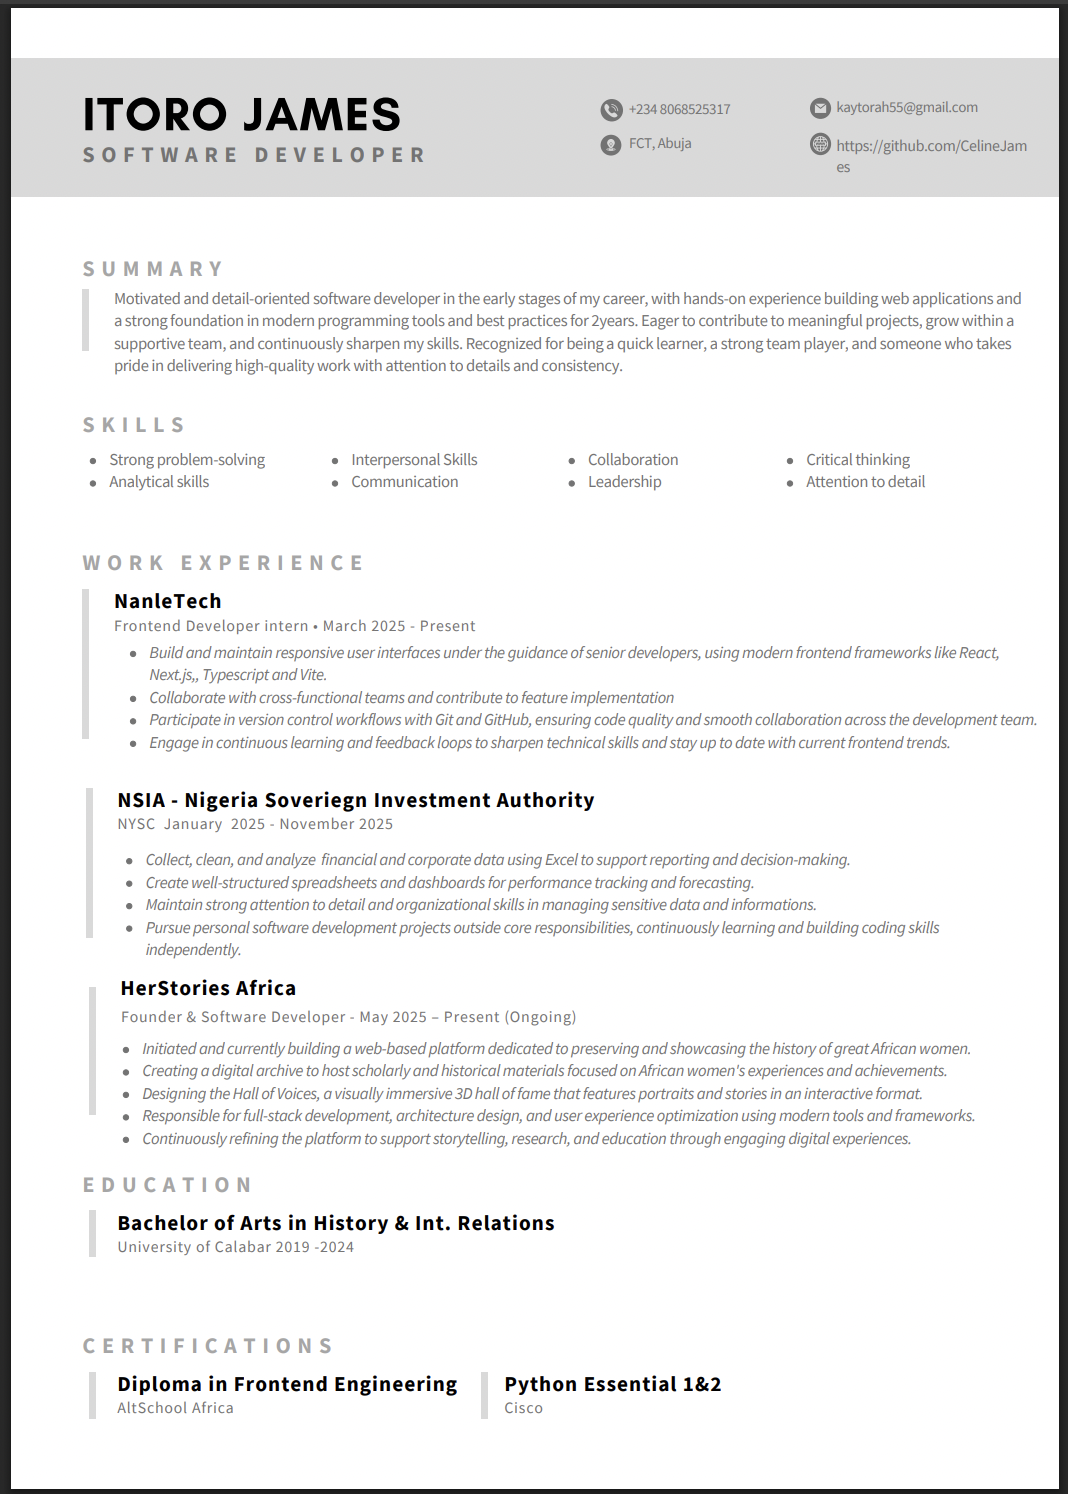 ITORO JAMES
SOFTWARE DEVELOPER
+234 8068525317
FCT, Abuja
kaytorah55@gmail.com
https://github.com/CelineJam
es
SUMMARY
Motivated and detail-oriented software developer in the early stages of my career, with hands-on experience building web applications and
a strong foundation in modern programming tools and best practices for 2years. Eager to contribute to meaningful projects, grow within a
supportive team, and continuously sharpen my skills. Recognized for being a quick learner, a strong team player, and someone who takes
pride in delivering high-quality work with attention to details and consistency.
SKILLS
• Strong problem-solving
• Analytical skills
• Interpersonal Skills
• Communication
• Collaboration
• Leadership
• Critical thinking
• Attention to detail
WORK EXPERIENCE
NanleTech
Frontend Developer intern • March 2025 - Present
• Build and maintain responsive user interfaces under the guidance of senior developers, using modern frontend frameworks like React,
Next.js,, Typescript and Vite.
• Collaborate with cross-functional teams and contribute to feature implementation
• Participate in version control workflows with Git and GitHub, ensuring code quality and smooth collaboration across the development team.
• Engage in continuous learning and feedback loops to sharpen technical skills and stay up to date with current frontend trends.
NSIA - Nigeria Soveriegn Investment Authority
NYSC January 2025 - November 2025
• Collect, clean, and analyze financial and corporate data using Excel to support reporting and decision-making.
• Create well-structured spreadsheets and dashboards for performance tracking and forecasting.
• Maintain strong attention to detail and organizational skills in managing sensitive data and informations.
• Pursue personal software development projects outside core responsibilities, continuously learning and building coding skills
independently.
HerStories Africa
Founder & Software Developer - May 2025 – Present (Ongoing)
• Initiated and currently building a web-based platform dedicated to preserving and showcasing the history of great African women.
• Creating a digital archive to host scholarly and historical materials focused on African women's experiences and achievements.
• Designing the Hall of Voices, a visually immersive 3D hall of fame that features portraits and stories in an interactive format.
• Responsible for full-stack development, architecture design, and user experience optimization using modern tools and frameworks.
• Continuously refining the platform to support storytelling, research, and education through engaging digital experiences.
EDUCATION
Bachelor of Arts in History & Int. Relations
University of Calabar 2019 -2024
CERTIFICATIONS
Diploma in Frontend Engineering
AltSchool Africa
Python Essential 1&2
Cisco